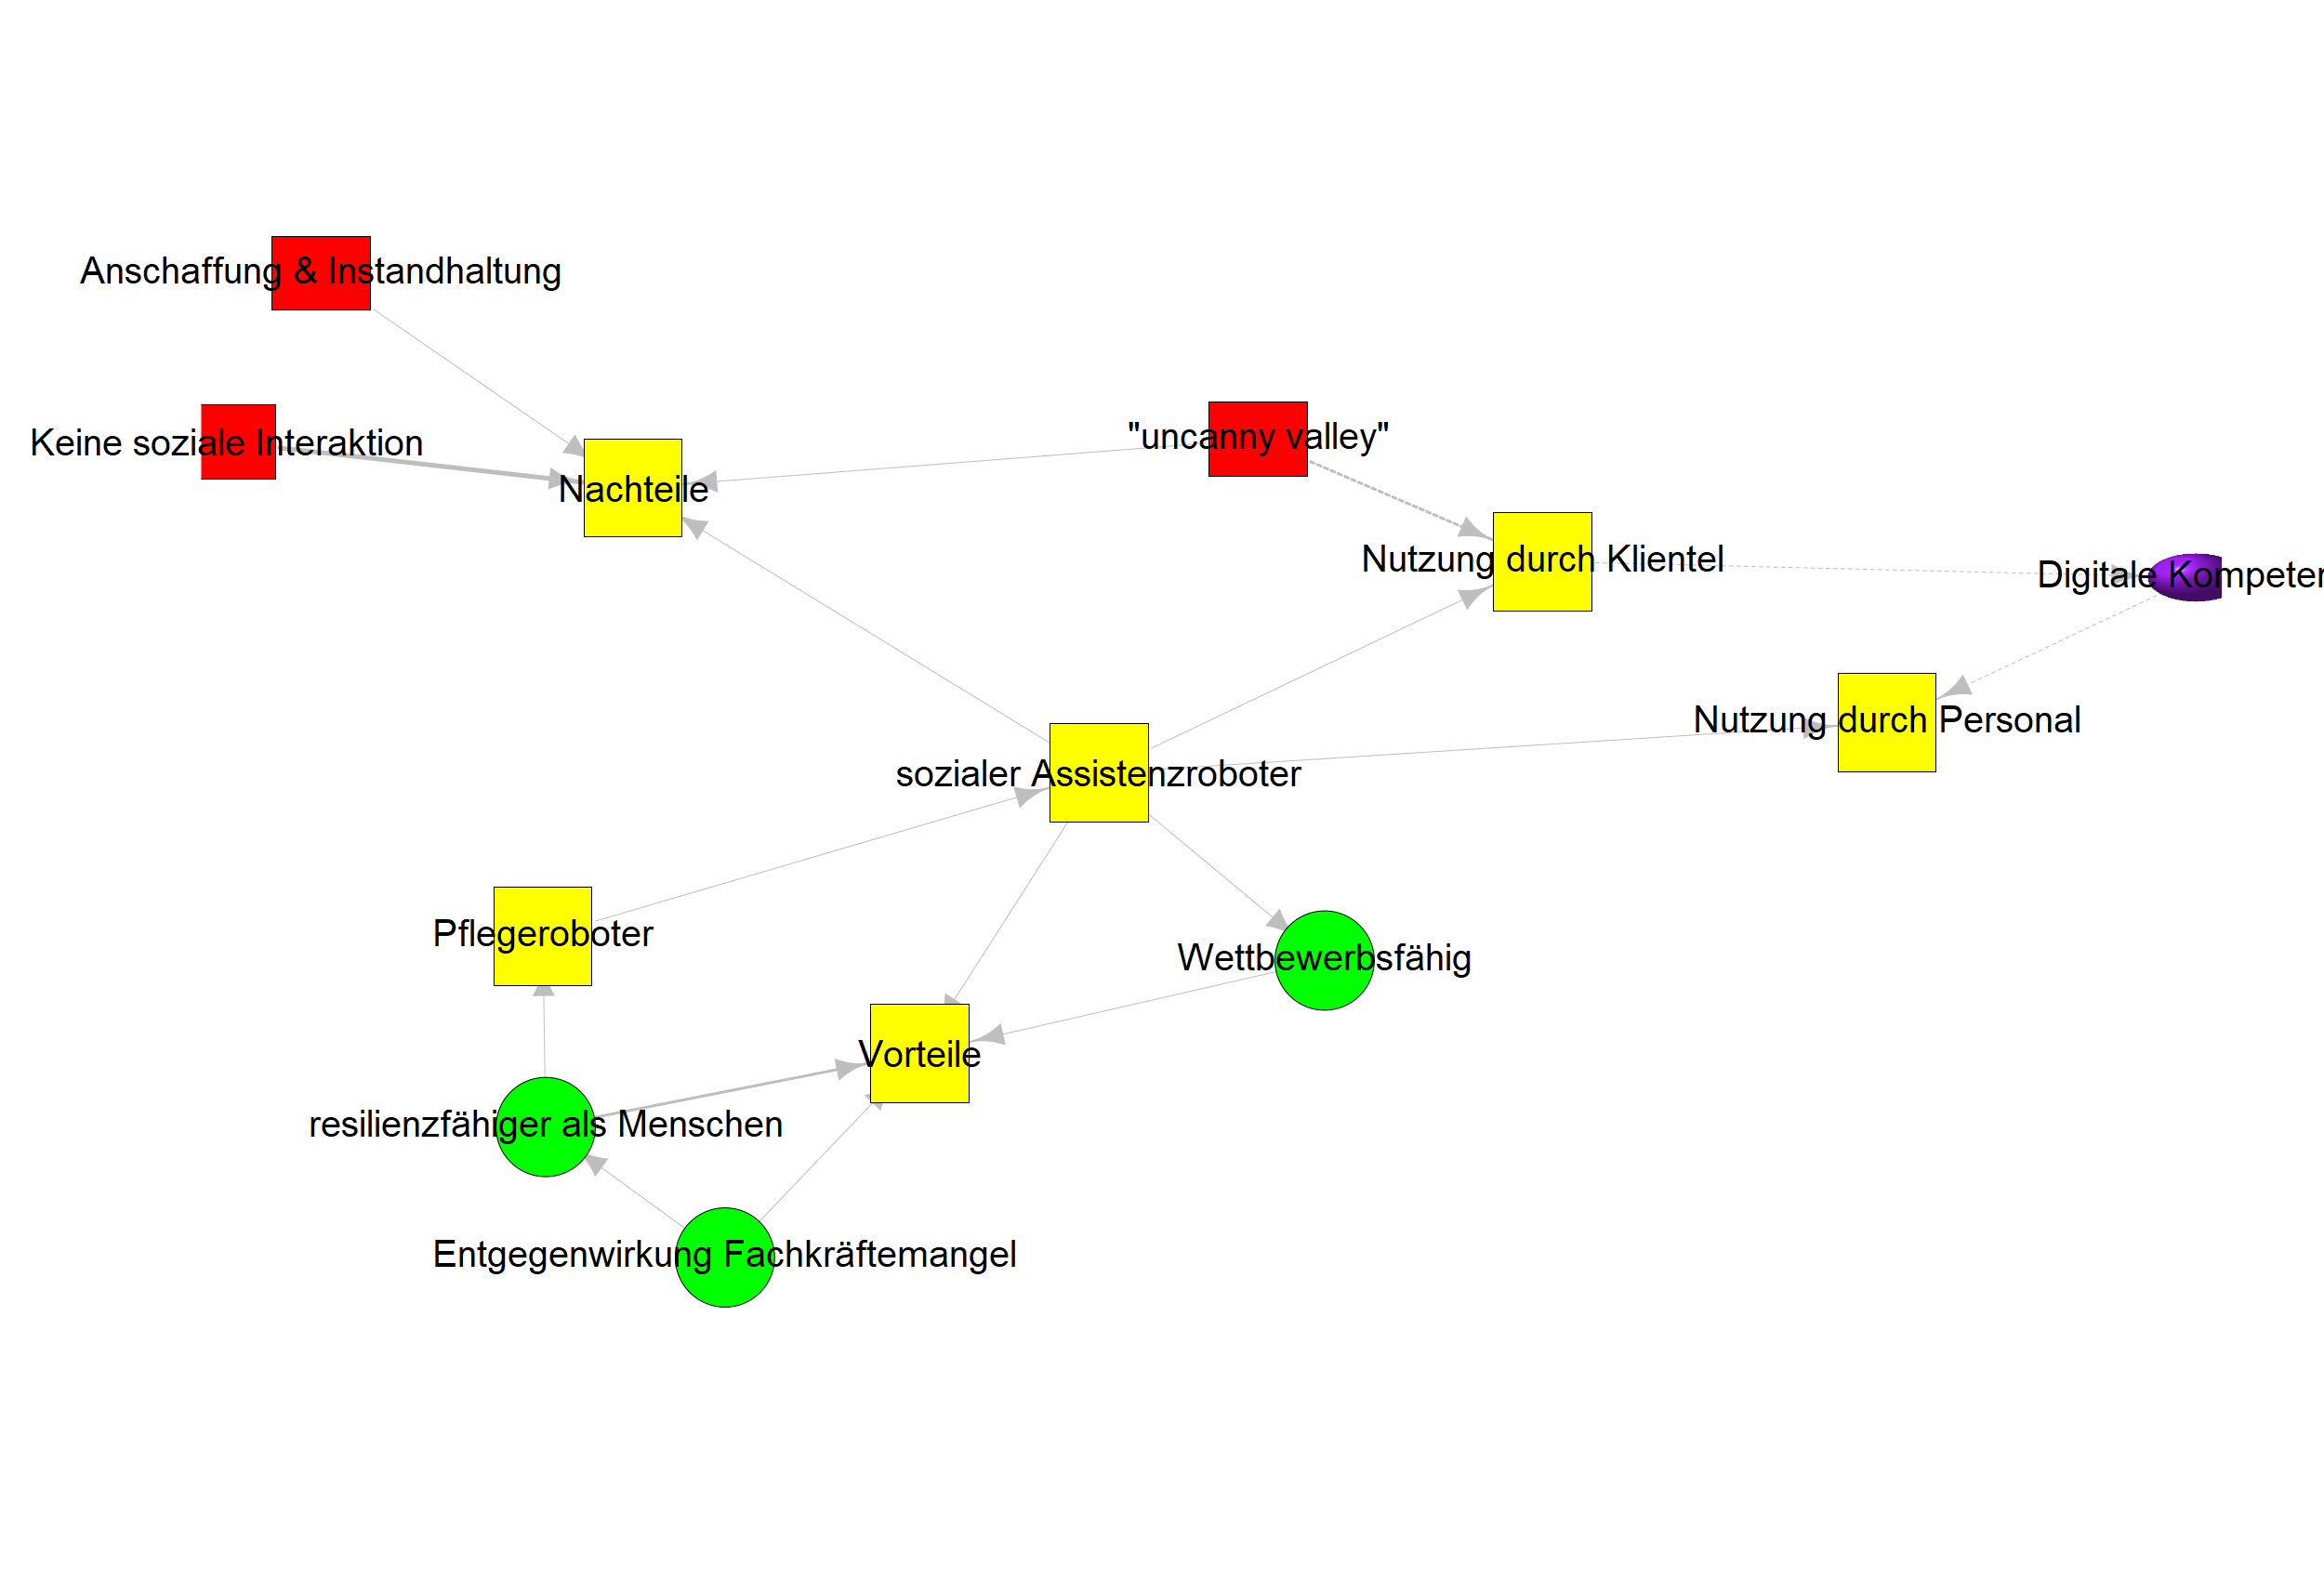 Anschaffung & Instandhaltung
Keine soziale Interaktion
"uncanny valley"
Nachteile
Nutzung durch Klientel
Digitale Kompeten
Nutzung durch Personal
sozialer Assistenzroboter
Pflegeroboter
Wettbewerbsfähig
Vorteile
resilienzfähiger als Menschen
Entgegenwirkung Fachkräftemangel